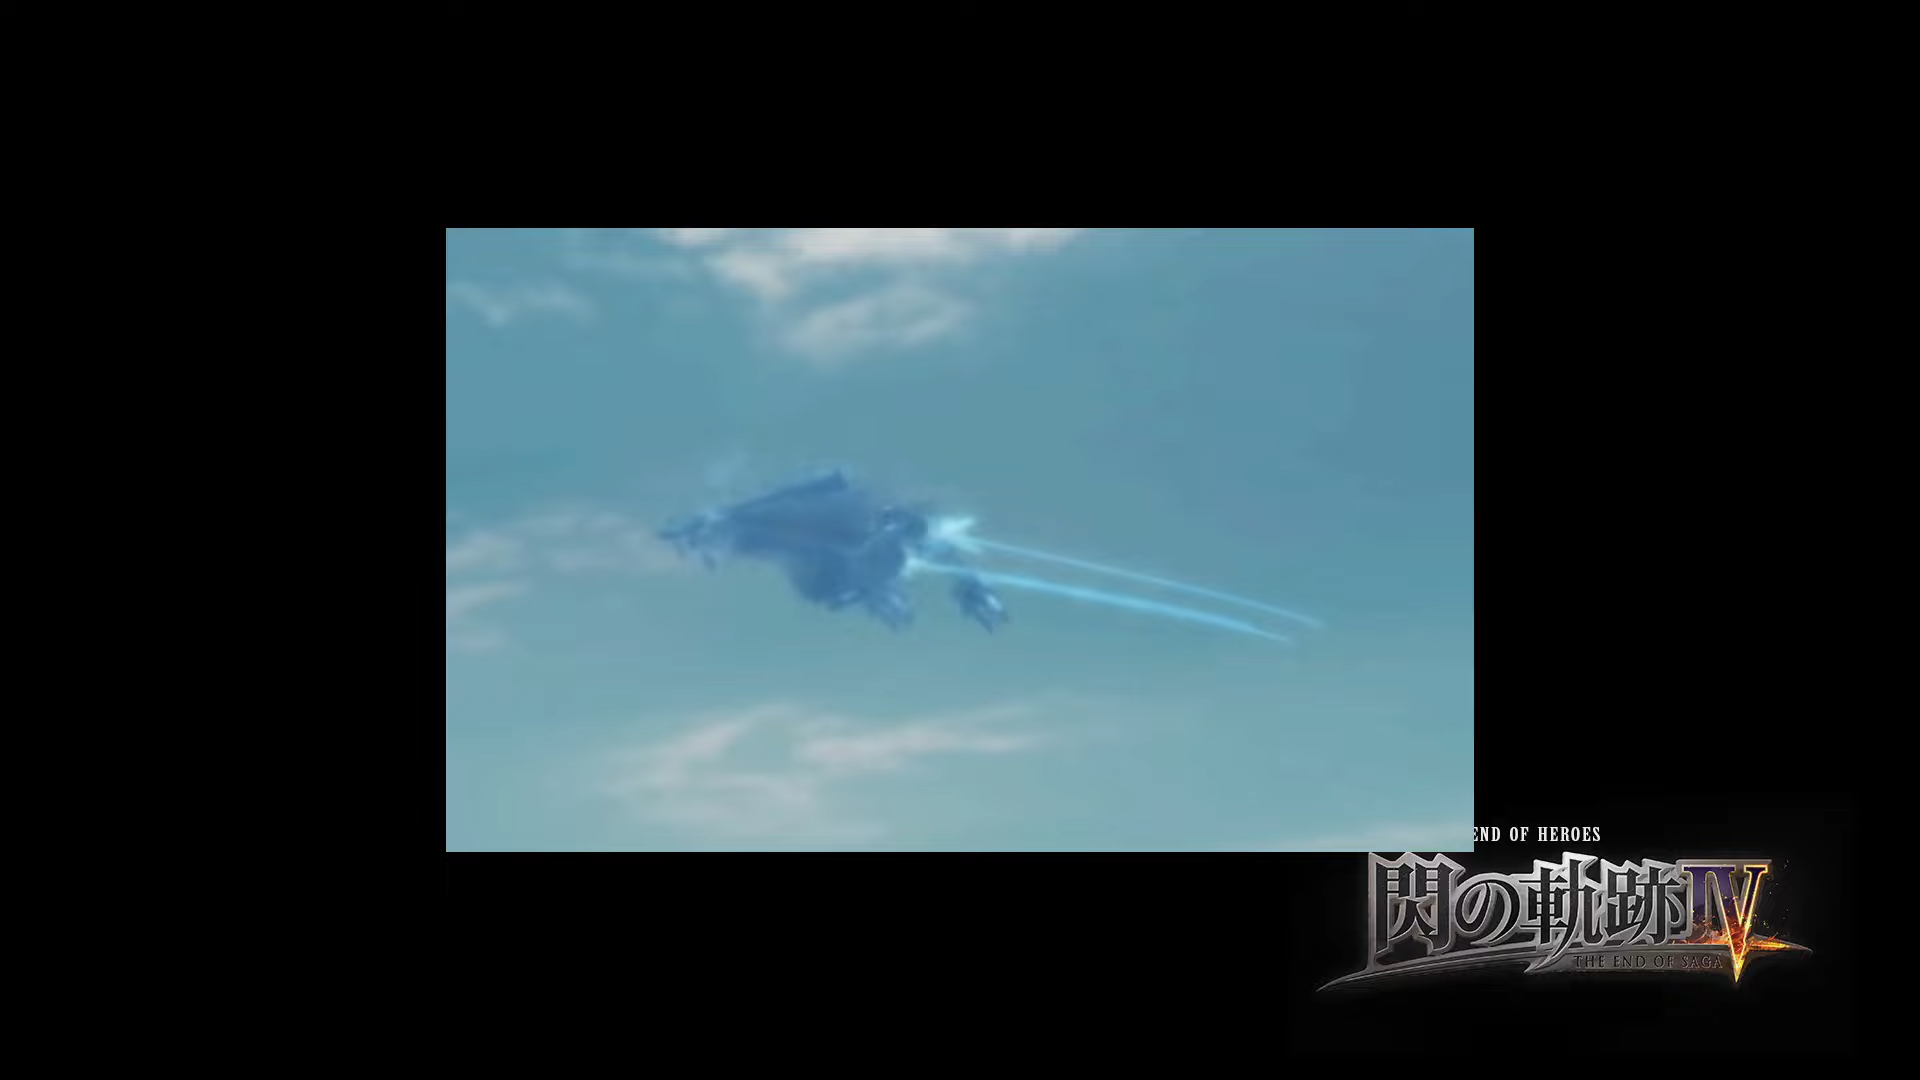 END OF HEROES
閃の軌跡IV
THE END OF SAGA